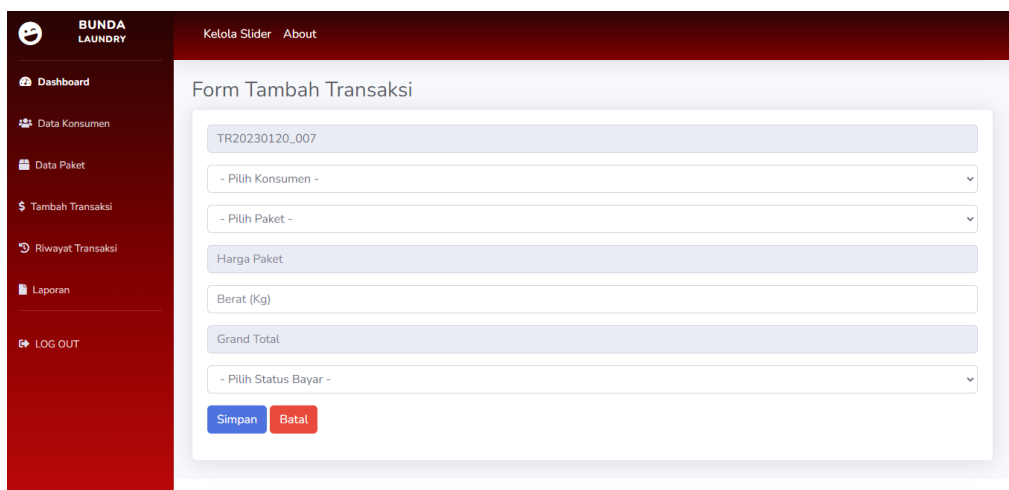 BUNDA
LAUNDRY
Kelola Slider About
Dashboard
Data Konsumen
Data Paket
Tambah Transaksi
Riwayat Transaksi
Laporan
LOG OUT
Form Tambah Transaksi
TR20230120_007
- Pilih Konsumen -
- Pilih Paket -
Harga Paket
Berat (Kg)
Grand Total
- Pilih Status Bayar -
Simpan Batal